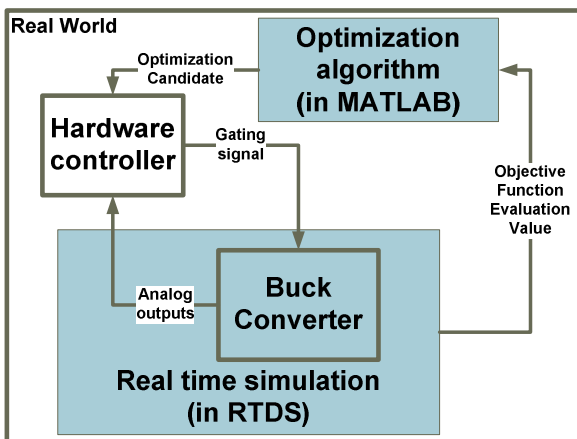 Real World
Optimization
algorithm
(in MATLAB)
Optimization
Candidate
Hardware
controller
Gating
signal
Objective
Function
Evaluation
Value
Buck
Converter
Analog
outputs
Real time simulation
(in RTDS)